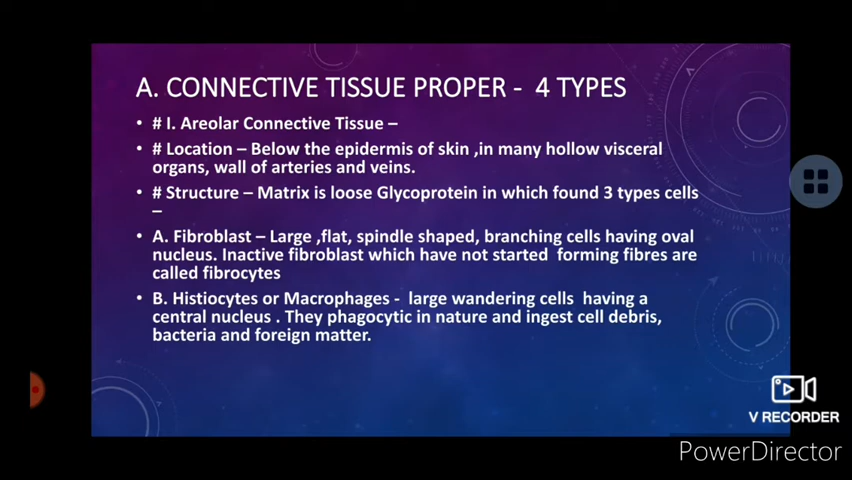 A. CONNECTIVE TISSUE PROPER - 4 TYPES
• # I. Areolar Connective Tissue –
• # Location – Below the epidermis of skin ,in many hollow visceral
organs, wall of arteries and veins.
• # Structure – Matrix is loose Glycoprotein in which found 3 types cells
–
• A. Fibroblast – Large ,flat, spindle shaped, branching cells having oval
nucleus. Inactive fibroblast which have not started forming fibres are
called fibrocytes
• B. Histiocytes or Macrophages - large wandering cells having a
central nucleus . They phagocytic in nature and ingest cell debris,
bacteria and foreign matter.
V RECORDER
PowerDirector